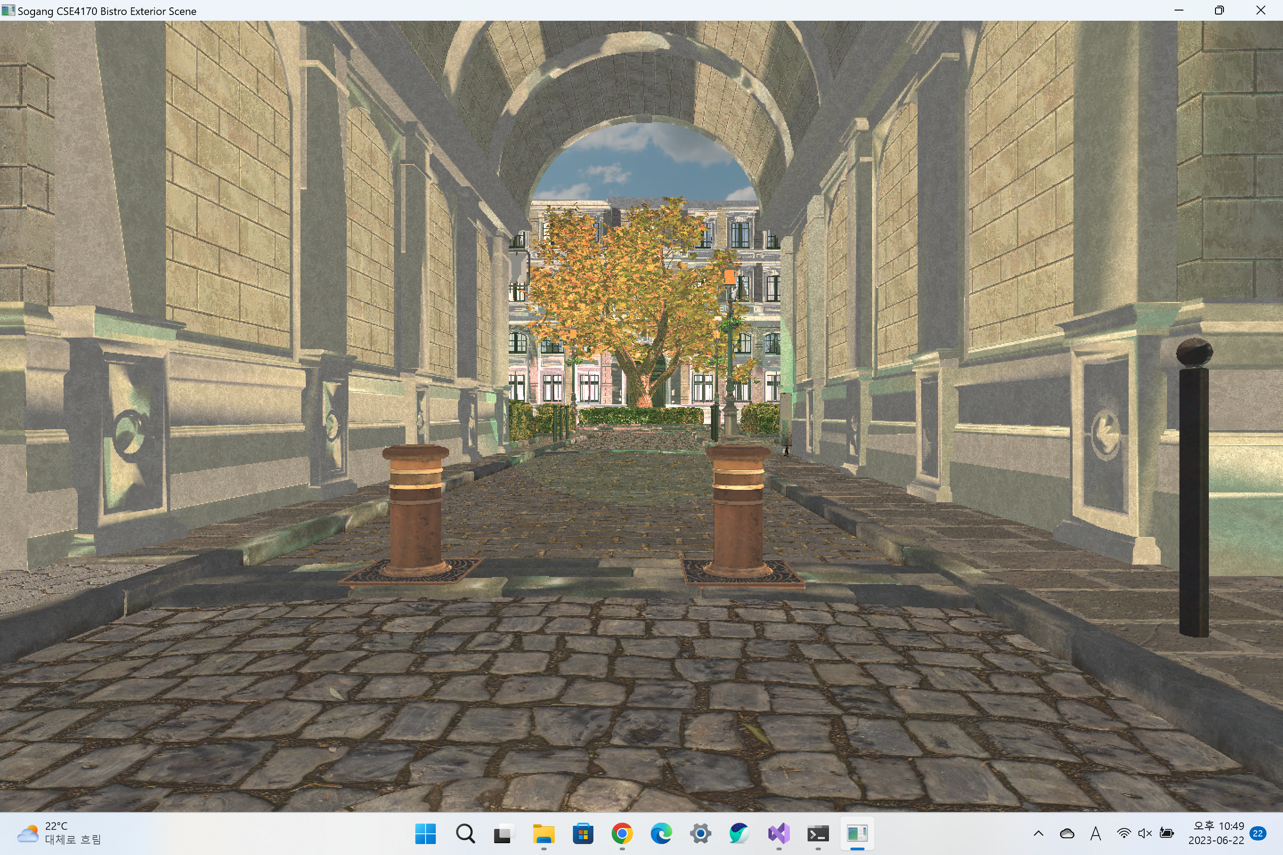 Sogang CSE4170 Bistro Exterior Scene
22°C
대체로 흐림
A
오후 10:49
2023-06-22
22